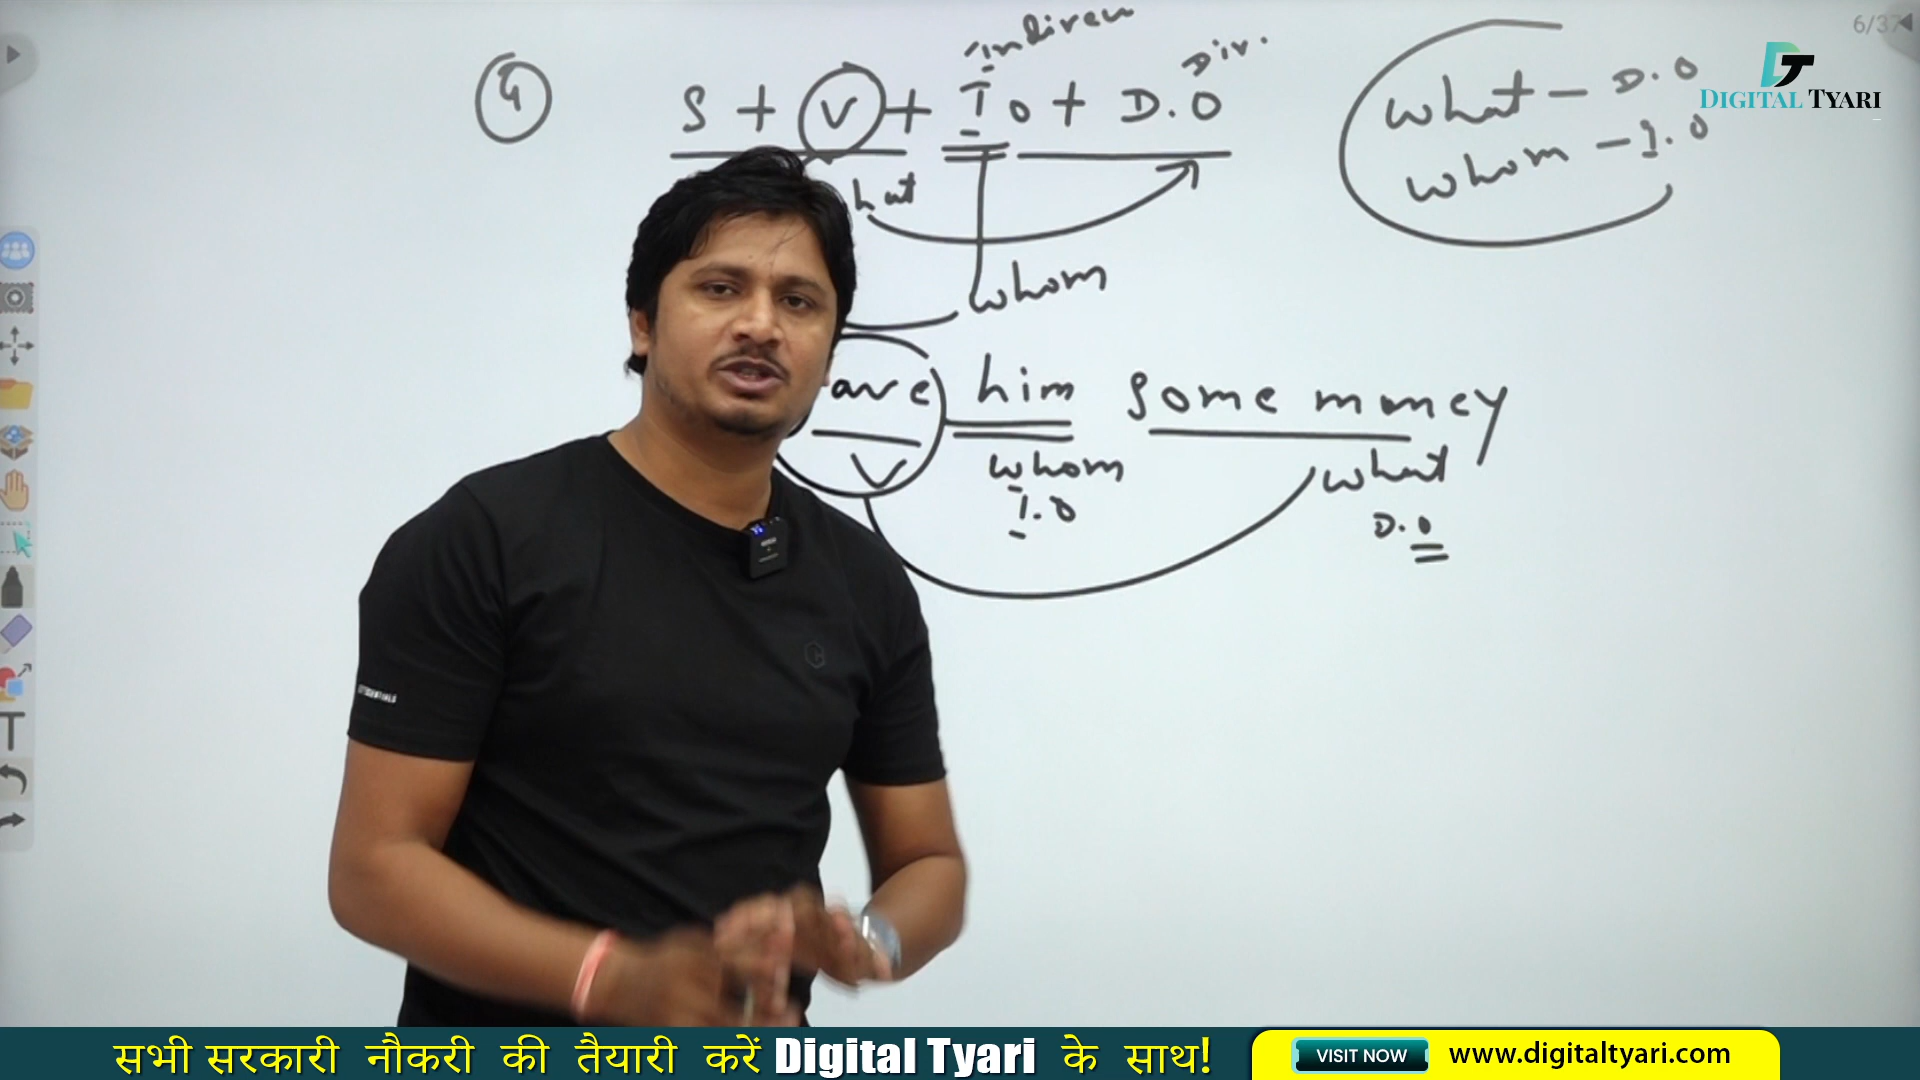 6/37
Indirect
Dir.
④ S + V + I O + D.O
what - D.O
whom - I.O
DIGITAL TYARI
hat
whom
ave him some money
V whom what
I.O D.O
सभी सरकारी नौकरी की तैयारी करें Digital Tyari के साथ!
VISIT NOW www.digitaltyari.com